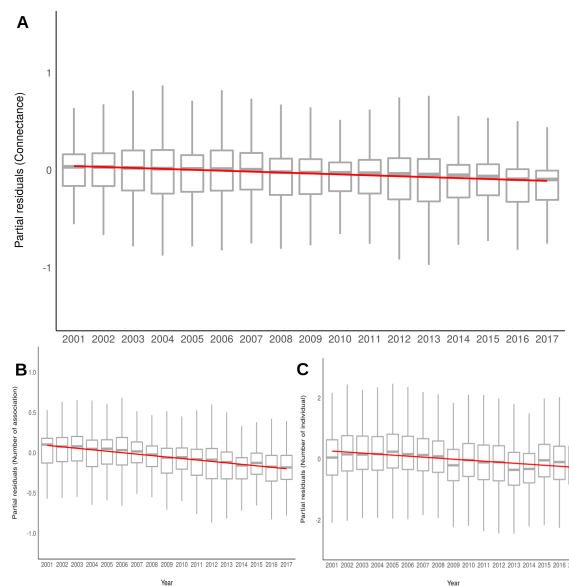 A
Partial residuals (Connectance)
1
0
-1
2001 2002 2003 2004 2005 2006 2007 2008 2009 2010 2011 2012 2013 2014 2015 2016 2017
B
Partial residuals (Number of association)
1.0
0.5
0.0
-0.5
-1.0
2001 2002 2003 2004 2005 2006 2007 2008 2009 2010 2011 2012 2013 2014 2015 2016 2017
Year
C
Partial residuals (Number of individual)
2
0
-2
2001 2002 2003 2004 2005 2006 2007 2008 2009 2010 2011 2012 2013 2014 2015 2016
Year